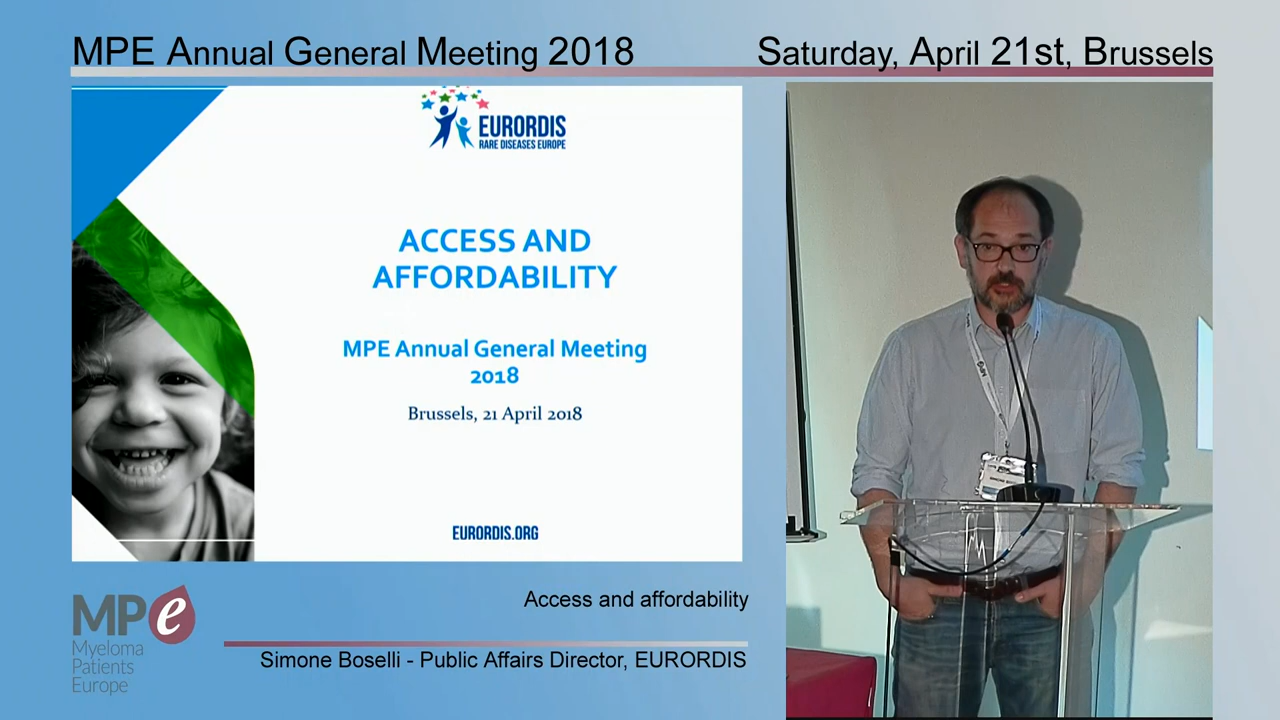 MPE Annual General Meeting 2018
Saturday, April 21st, Brussels
EURORDIS
RARE DISEASES EUROPE
ACCESS AND
AFFORDABILITY
MPE Annual General Meeting
2018
Brussels, 21 April 2018
EURORDIS.ORG
Access and affordability
MPe
Myeloma
Patients
Europe
Simone Boselli - Public Affairs Director, EURORDIS